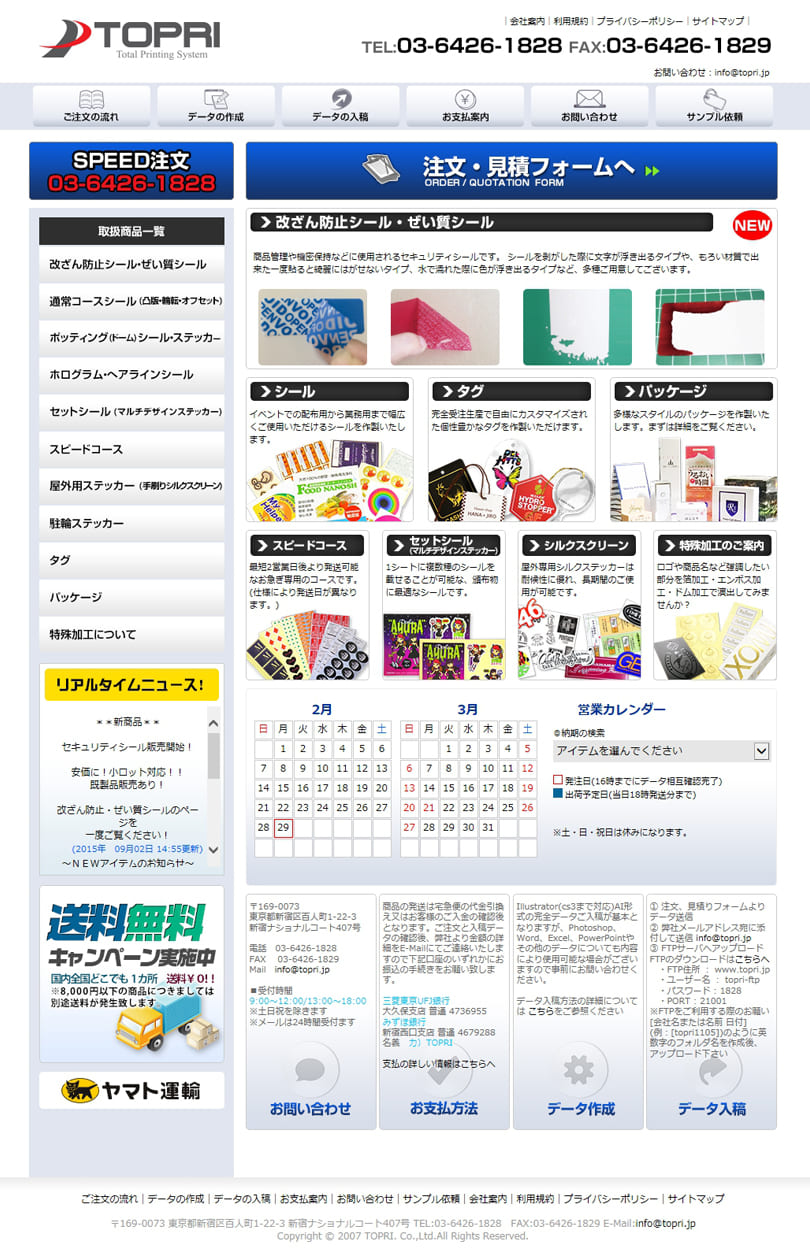 TOPRI
Total Printing System
| 会社案内 | 利用規約 | プライバシーポリシー | サイトマップ |
TEL:03-6426-1828 FAX:03-6426-1829
お問い合わせ：info@topri.jp
ご注文の流れ
データの作成
データの入稿
お支払案内
お問い合わせ
サンプル依頼
SPEED注文
03-6426-1828
注文・見積フォームへ
ORDER / QUOTATION FORM
取扱商品一覧
改ざん防止シール・ぜい質シール
通常コースシール (凸版・輪転・オフセット)
ポッティング(ドーム)シール・ステッカー
ホログラム・ヘアラインシール
セットシール (マルチデザインステッカー)
スピードコース
屋外用ステッカー (手刷りシルクスクリーン)
駐輪ステッカー
タグ
パッケージ
特殊加工について
リアルタイムニュース!
＊＊新商品＊＊
セキュリティシール販売開始！
安価に！小ロット対応！！
既製品販売あり！
改ざん防止・ぜい質シールのページを
一度ご覧ください！
(2015年　09月02日 14:55更新)
～ＮＥＷアイテムのお知らせ～
送料無料
キャンペーン実施中
国内全国どこでも1カ所　送料￥0!!
※8,000円以下の商品につきましては
別途送料が発生致します
ヤマト運輸
改ざん防止シール・ぜい質シール
NEW
商品管理や機密保持などに使用されるセキュリティシールです。 シールを剥がした際に文字が浮き出るタイプや、もろい材質で出
来た一度貼ると綺麗にはがせないタイプ、水で濡れた際に色が浮き出るタイプなど、多種ご用意してございます。
シール
イベントでの配布用から業務用まで幅広
くご使用いただけるシールを作製いたし
ます。
FOOD NANOSH
My Helper
タグ
完全受注生産で自由にカスタマイズされ
た個性豊かなタグを作製いただけます。
HANA★JIRO
HYDRO STOPPER
パッケージ
多様なスタイルのパッケージを作製いた
します。まずは詳細をご覧ください。
うるおい時間
スピードコース
最短2営業日後より発送可能
なお急ぎ専用のコースです。
(仕様により発送日が異なり
ます。)
セットシール
(マルチデザインステッカー)
1シートに複数種のシールを
載せることが可能な、頒布物
に最適なシールです。
AYURA
シルクスクリーン
屋外専用シルクステッカーは
耐候性に優れ、長期間のご使
用が可能です。
46
特殊加工のご案内
ロゴや商品名など強調したい
部分を箔加工・エンボス加
工・ドム加工で演出してみま
せんか？
2月
日 月 火 水 木 金 土
1 2 3 4 5 6
7 8 9 10 11 12 13
14 15 16 17 18 19 20
21 22 23 24 25 26 27
28 29
3月
日 月 火 水 木 金 土
1 2 3 4 5
6 7 8 9 10 11 12
13 14 15 16 17 18 19
20 21 22 23 24 25 26
27 28 29 30 31
営業カレンダー
◎納期の検索
アイテムを選んでください
発注日(16時までにデータ相互確認完了)
出荷予定日(当日18時発送分まで)
※土・日・祝日は休みになります。
〒169-0073
東京都新宿区百人町1-22-3
新宿ナショナルコート407号
電話　03-6426-1828
FAX　03-6426-1829
Mail　info@topri.jp
■受付時間
9:00～12:00/13:00～18:00
※土日祝を除きます
※メールは24時間受付ます
お問い合わせ
商品の発送は宅急便の代金引換
え又はお客様のご入金の確認後
となります。ご注文と入稿デー
タの確認後、弊社より金額の詳
細をE-Mailにてご連絡いたしま
すので下記口座のいずれかにお
振込の手続きをお願い致しま
す。
三菱東京UFJ銀行
大久保支店 普通 4736955
みずほ銀行
新宿西口支店 普通 4679288
名義　カ）TOPRI
支払の詳しい情報はこちらへ
お支払方法
Illustrator(cs3まで対応)AI形
式の完全データご入稿が基本と
なりますが、Photoshop、
Word、Excel、PowerPointや
その他のデータについても内容
により使用可能な場合がござい
ますので事前にお問い合わせく
ださい。
データ入稿方法の詳細について
は こちらをご参照ください
データ作成
① 注文、見積りフォームより
データ送信
② 弊社メールアドレス宛に添
付して送信 info@topri.jp
③ FTPサーバへアップロード
FTPのダウンロードはこちらへ
・FTP住所 ： www.topri.jp
・ユーザー名 ： topri-ftp
・パスワード：1828
・PORT：21001
※FTPをご利用する際のお願い
[会社名または名前 日付]
(例：[topri1105])のように英
数字のフォルダ名を作成後、
アップロード下さい
データ入稿
ご注文の流れ | データの作成 | データの入稿 | お支払案内 | お問い合わせ | サンプル依頼 | 会社案内 | 利用規約 | プライバシーポリシー | サイトマップ
〒169-0073 東京都新宿区百人町1-22-3 新宿ナショナルコート407号 TEL:03-6426-1828　FAX:03-6426-1829 E-Mail:info@topri.jp
Copyright © 2007 TOPRI. Co.,Ltd.All Rights Reserved.